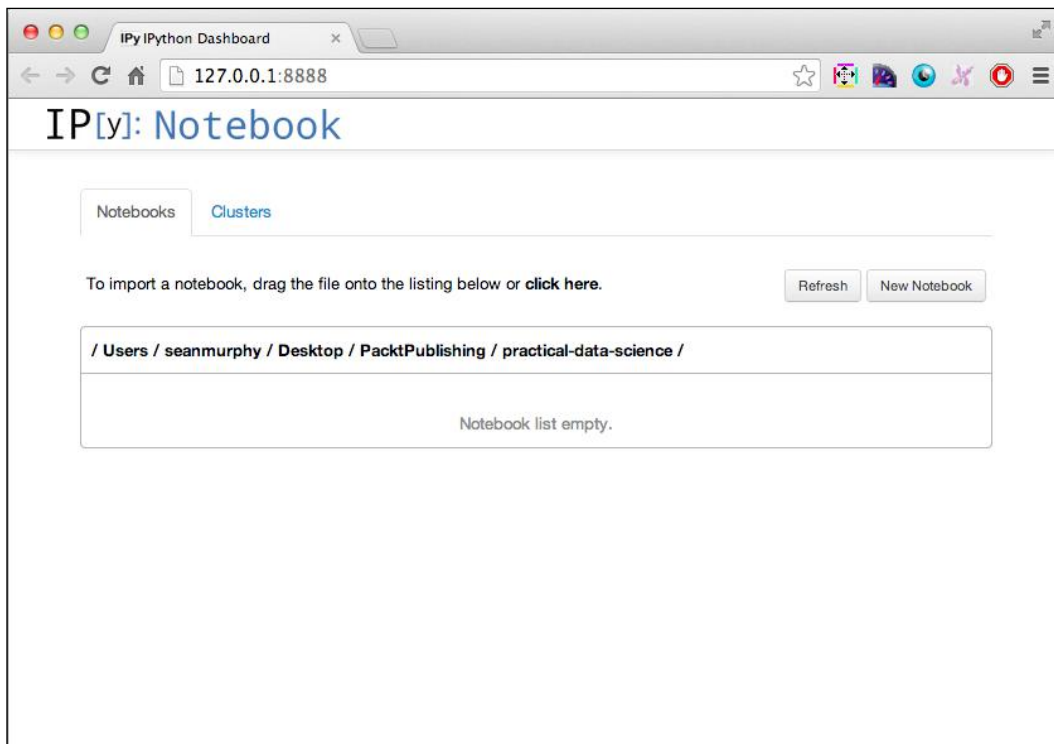 IPy IPython Dashboard
127.0.0.1:8888
IP[y]: Notebook
Notebooks Clusters
To import a notebook, drag the file onto the listing below or click here. Refresh New Notebook
/ Users / seanmurphy / Desktop / PacktPublishing / practical-data-science /
Notebook list empty.